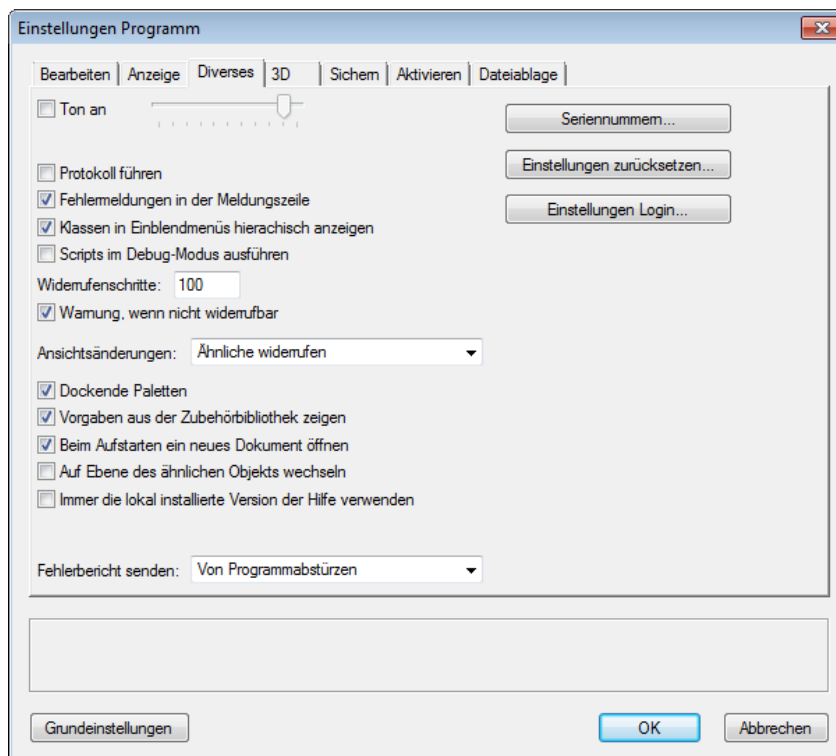 Einstellungen Programm
Bearbeiten Anzeige Diverses 3D Sichern Aktivieren Dateiablage
Ton an
Seriennummern...
Einstellungen zurücksetzen...
Einstellungen Login...
Protokoll führen
Fehlermeldungen in der Meldungszeile
Klassen in Einblendmenüs hierachisch anzeigen
Scripts im Debug-Modus ausführen
Widerrufenschritte: 100
Warnung, wenn nicht widerrufbar
Ansichtsänderungen: Ähnliche widerrufen
Dockende Paletten
Vorgaben aus der Zubehörbibliothek zeigen
Beim Aufstarten ein neues Dokument öffnen
Auf Ebene des ähnlichen Objekts wechseln
Immer die lokal installierte Version der Hilfe verwenden
Fehlerbericht senden: Von Programmabstürzen
Grundeinstellungen OK Abbrechen